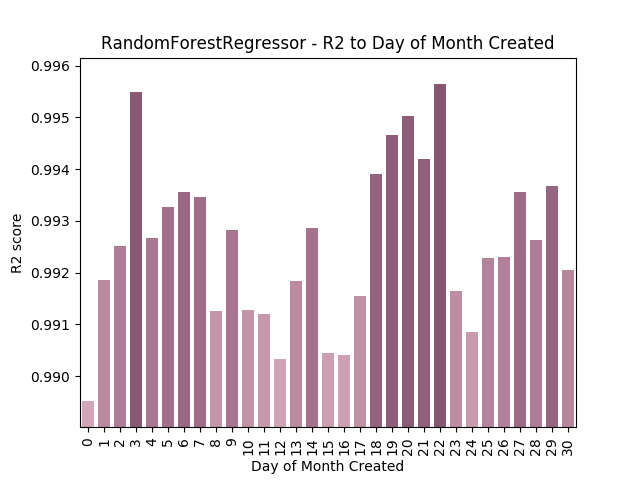 RandomForestRegressor - R2 to Day of Month Created
0.996
0.995
0.994
0.993
0.992
0.991
0.990
R2 score
0 1 2 3 4 5 6 7 8 9 10 11 12 13 14 15 16 17 18 19 20 21 22 23 24 25 26 27 28 29 30
Day of Month Created